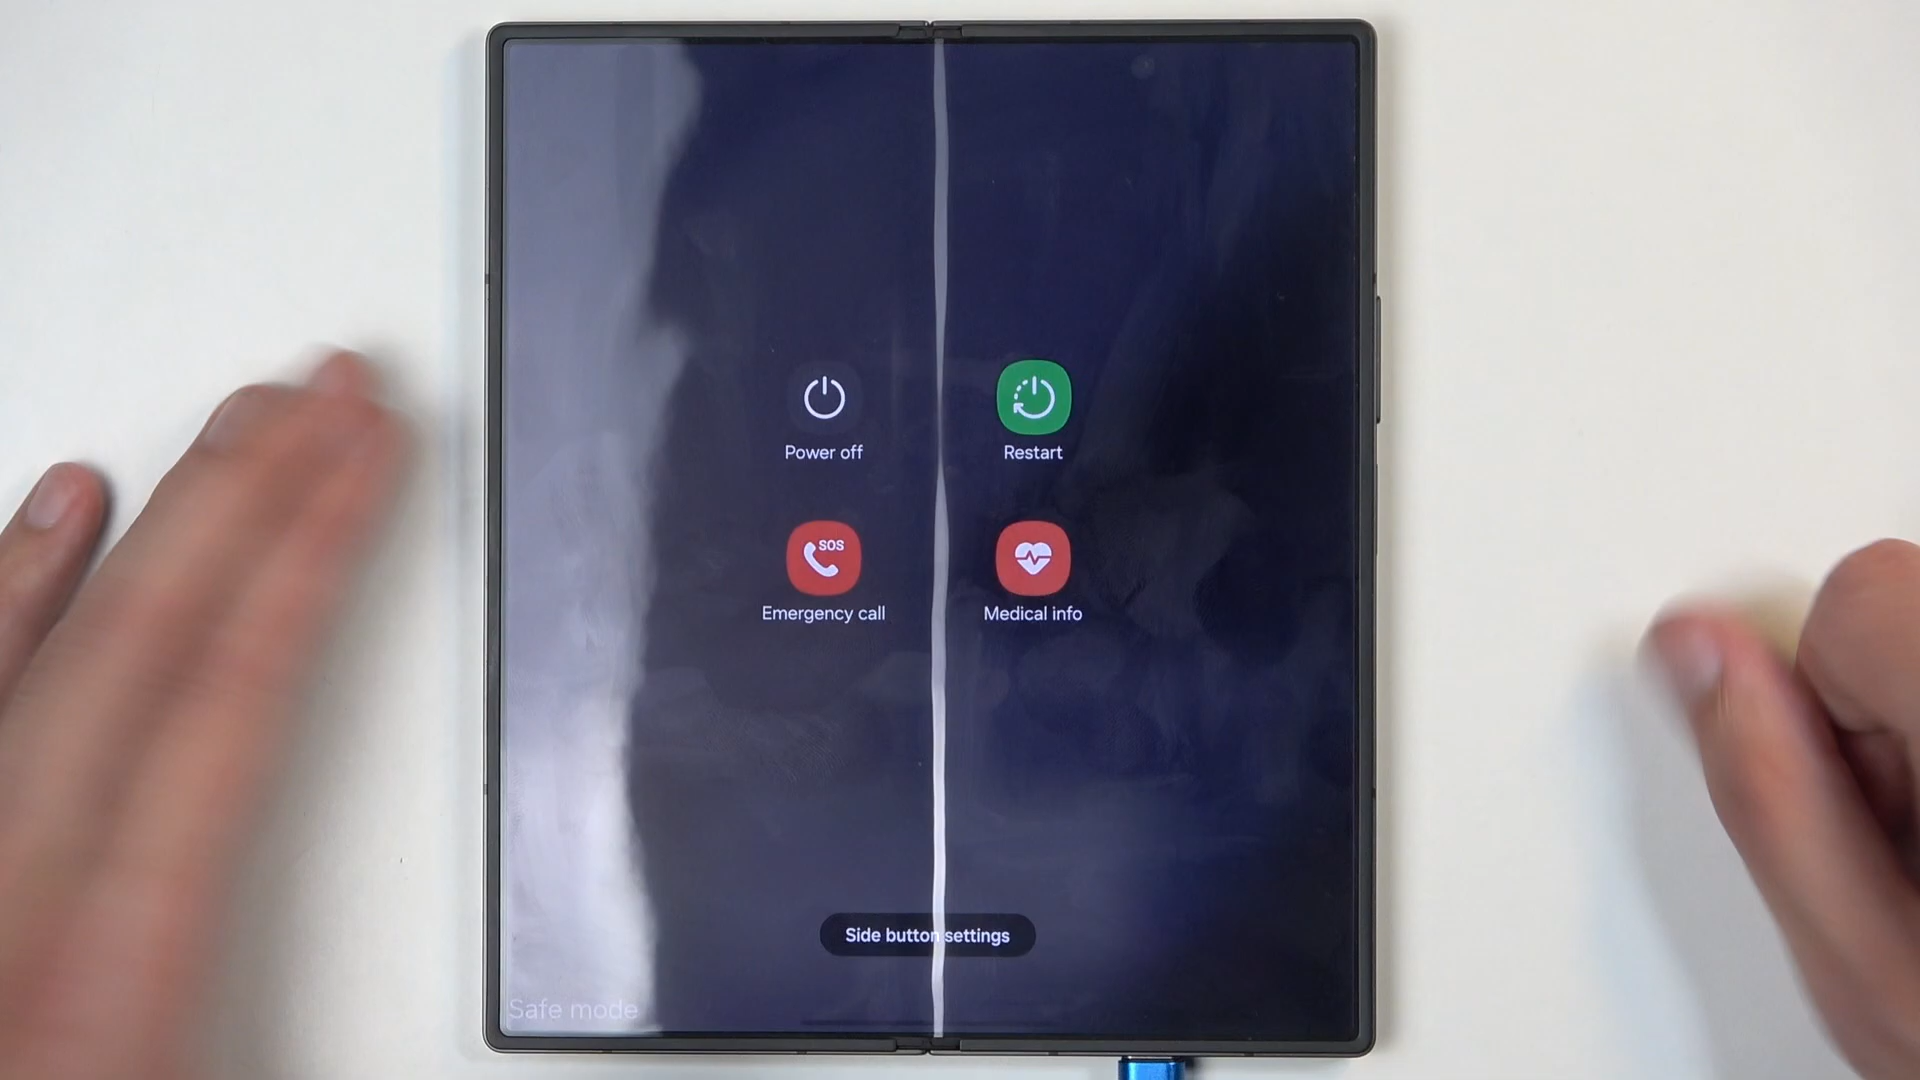 Power off
Restart
SOS
Emergency call
Medical info
Side button settings
Safe mode